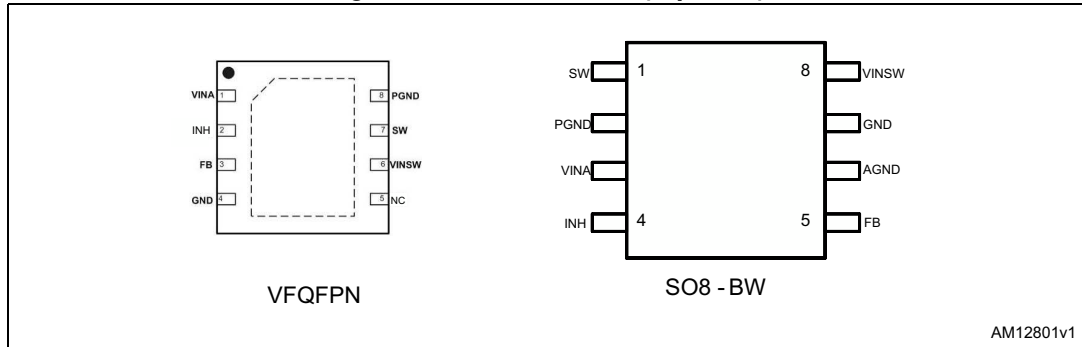 VINA 1 8 PGND
INH 2 7 SW
FB 3 6 VINSW
GND 4 5 NC
VFQFPN
SW 1 8 VINSW
PGND GND
VINA AGND
INH 4 5 FB
SO8 - BW
AM12801v1